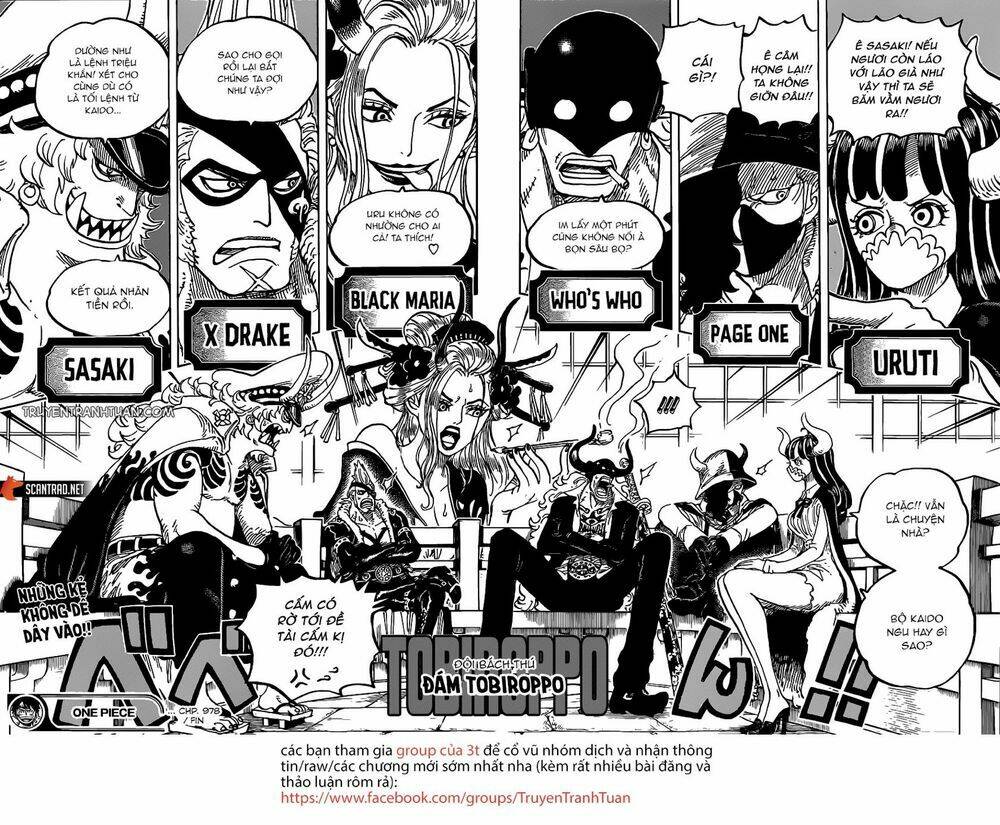 DƯỜNG NHƯ
LÀ LỆNH TRIỆU
KHẨN! XÉT CHO
CÙNG DÙ CÓ
LÀ TỐI LỆNH TỪ
KAIDO...
KẾT QUẢ NHÂN
TIỀN RỒI.
SASAKI
SAO CHO GỌI
RỒI LẠI BẮT
CHÚNG TA ĐỢI
NHƯ VẬY?
X DRAKE
URU KHÔNG CÓ
NHƯỜNG CHO AI
CẢ! TA THÍCH!
♡
BLACK MARIA
IM LẤY MỘT PHÚT
CŨNG KHÔNG NỔI À
BỌN SÂU BỌ?
WHO'S WHO
CÁI
GÌ?!
Ê CÂM
HỌNG LẠI!!
TA KHÔNG
GIỠN ĐÂU!!
PAGE ONE
Ê SASAKI! NẾU
NGƯƠI CÒN LÁO
VỚI LÃO GIÀ NHƯ
VẬY THÌ TA SẼ
BĂM VẰM NGƯƠI
RA!!
URUTI
TRUYENTRANHTUAN.COM
SCANTRAD.NET
!!!
CHẶC!! VẪN
LÀ CHUYỆN
NHÀ?
BỘ KAIDO
NGU HAY GÌ
SAO?
NHỮNG KẺ
KHÔNG DỄ
DÂY VÀO!!
CẤM CÓ
RỜ TỚI ĐỀ
TÀI CẤM KỊ
ĐÓ!!!
TOBIROPPO
ĐỘI BÁCH THÚ
ĐÁM TOBIROPPO
べべん!!
ONE PIECE
... CHP. 978
/ FIN
các bạn tham gia group của 3t để cổ vũ nhóm dịch và nhận thông
tin/raw/các chương mới sớm nhất nha (kèm rất nhiều bài đăng và
thảo luận rôm rả):
https://www.facebook.com/groups/TruyenTranhTuan